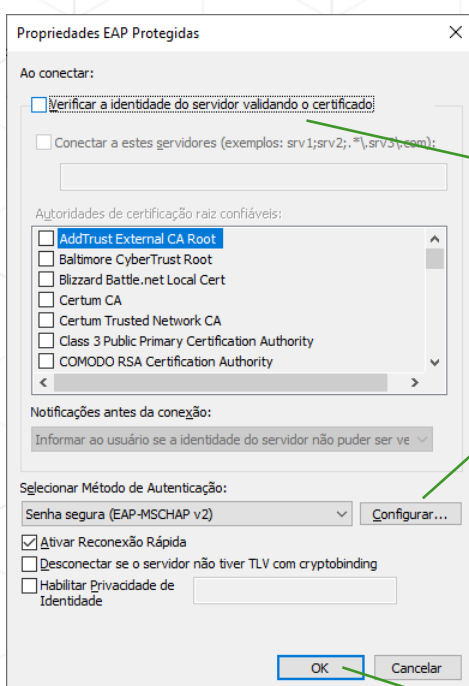 Propriedades EAP Protegidas
Ao conectar:
Verificar a identidade do servidor validando o certificado
Conectar a estes servidores (exemplos: srv1;srv2;.*\.srv3\.com):
Autoridades de certificação raiz confiáveis:
AddTrust External CA Root
Baltimore CyberTrust Root
Blizzard Battle.net Local Cert
Certum CA
Certum Trusted Network CA
Class 3 Public Primary Certification Authority
COMODO RSA Certification Authority
Notificações antes da conexão:
Informar ao usuário se a identidade do servidor não puder ser ve
Selecionar Método de Autenticação:
Senha segura (EAP-MSCHAP v2)
Configurar...
Ativar Reconexão Rápida
Desconectar se o servidor não tiver TLV com cryptobinding
Habilitar Privacidade de
Identidade
OK
Cancelar